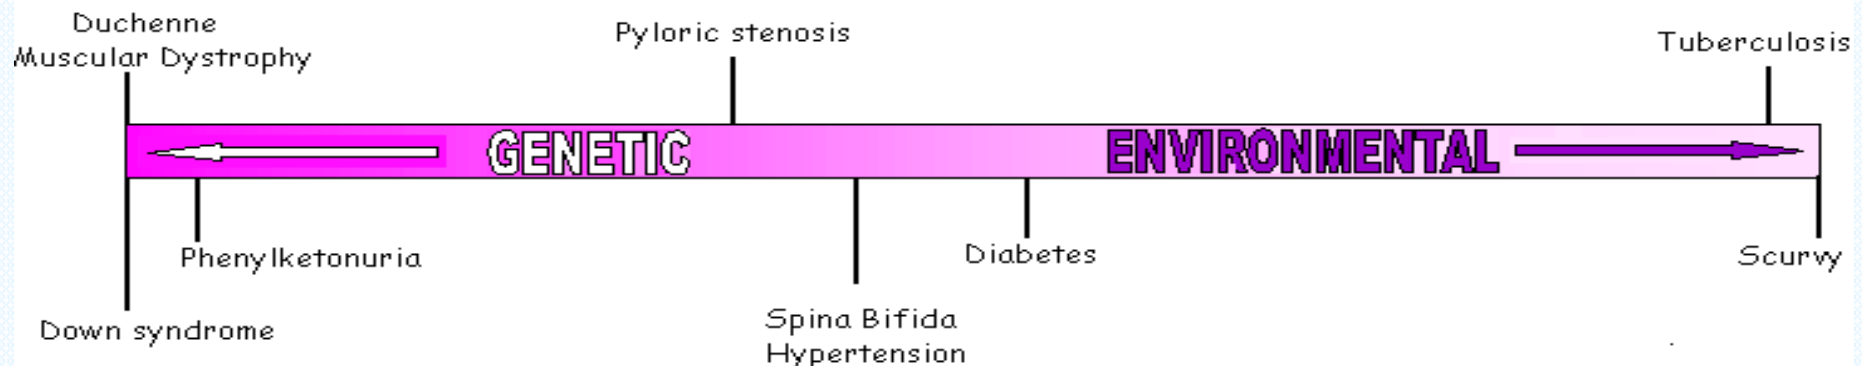 Duchenne
Muscular Dystrophy
Pyloric stenosis
Tuberculosis
GENETIC
ENVIRONMENTAL
Phenylketonuria
Diabetes
Scurvy
Down syndrome
Spina Bifida
Hypertension